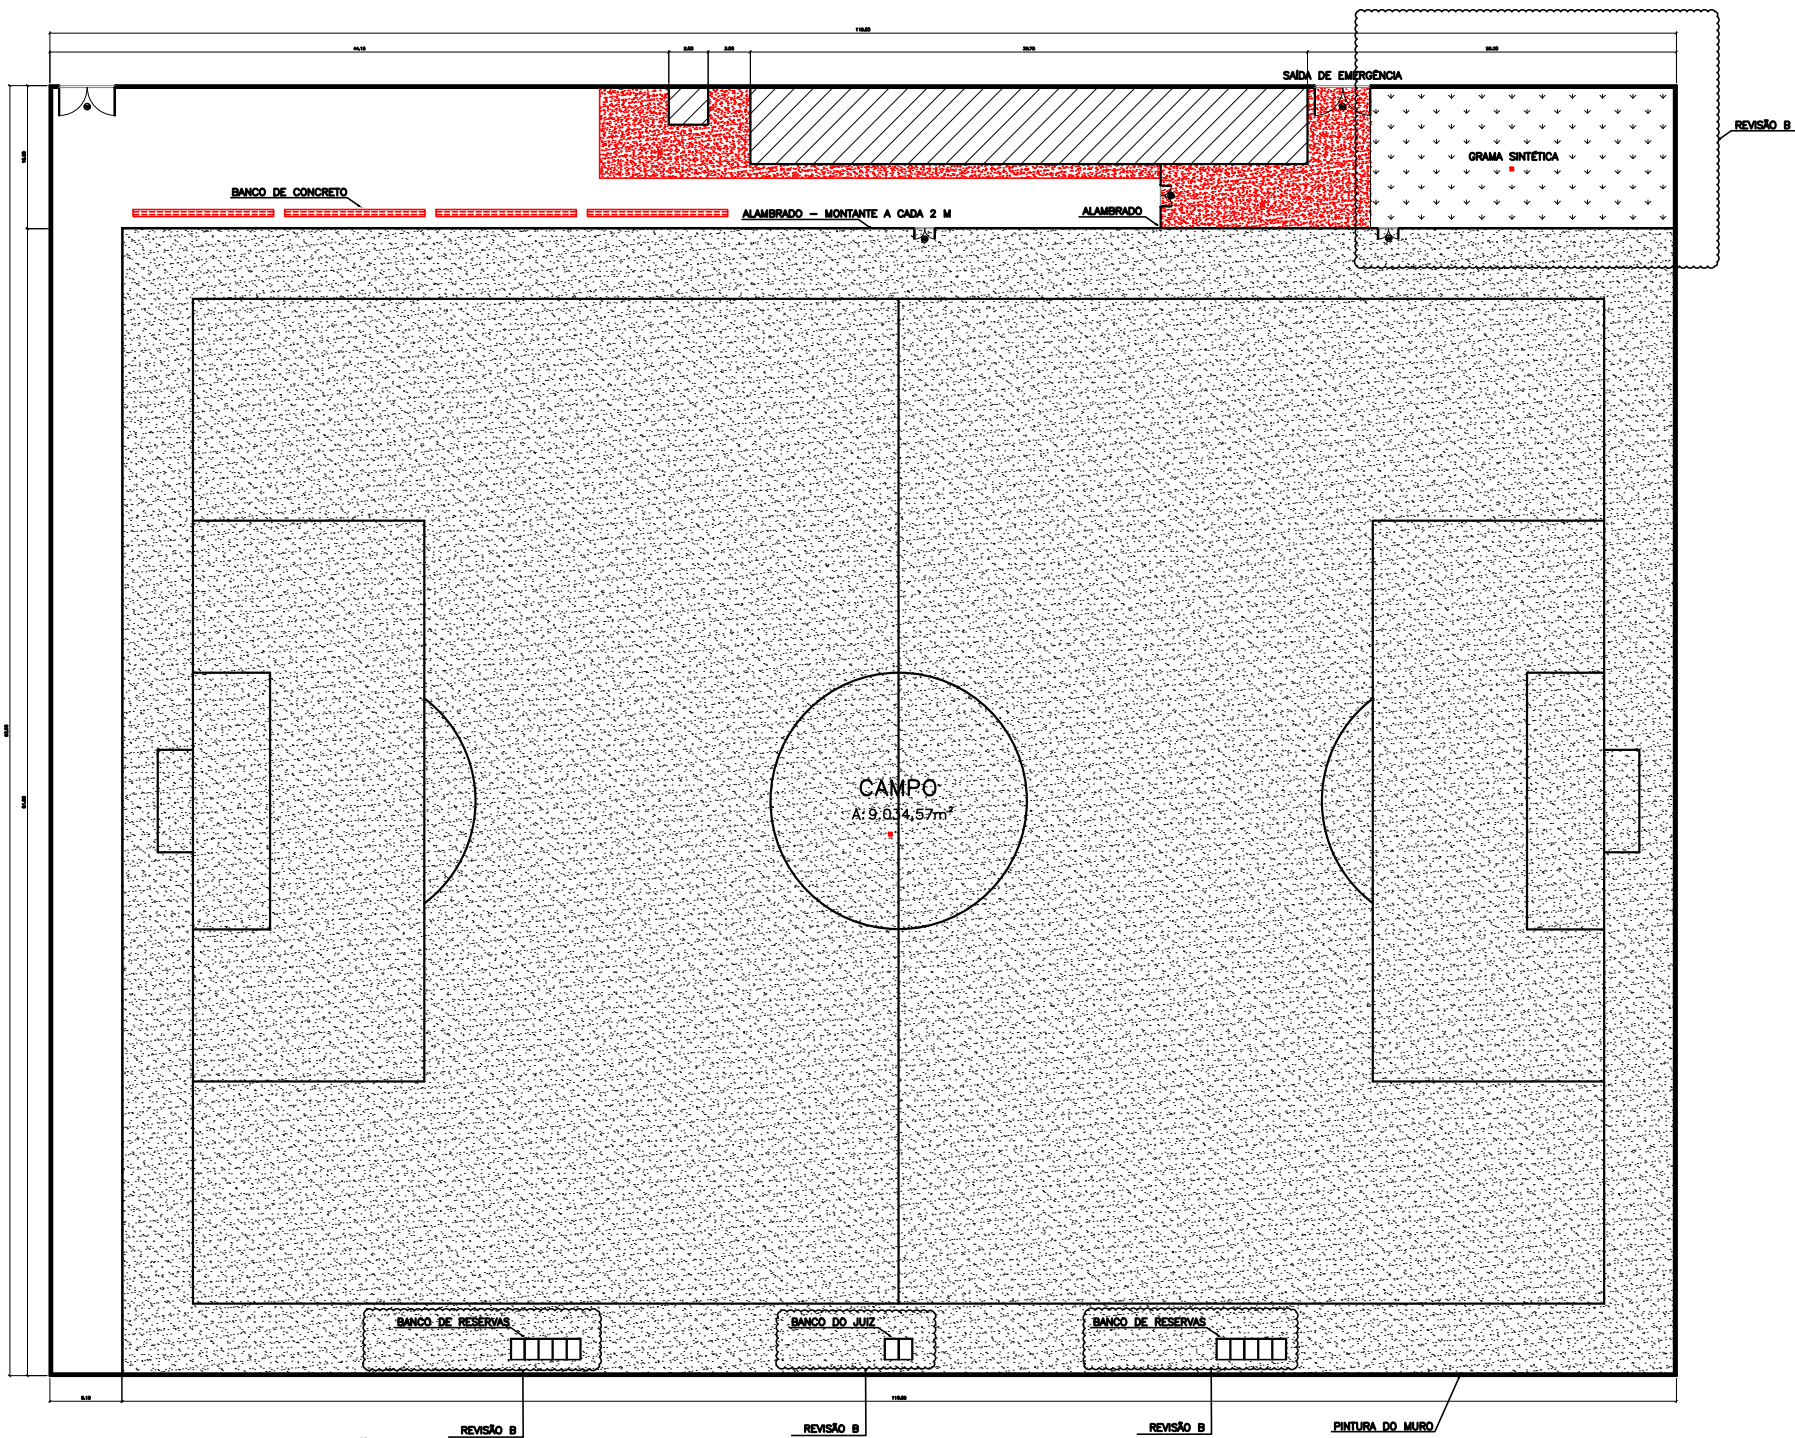 SAÍDA DE EMERGÊNCIA
REVISÃO B
GRAMA SINTÉTICA
BANCO DE CONCRETO
ALAMBRADO – MONTANTE A CADA 2 M
ALAMBRADO
CAMPO
A: 9.034,57m²
BANCO DE RESERVAS
BANCO DO JUIZ
BANCO DE RESERVAS
REVISÃO B
REVISÃO B
REVISÃO B
PINTURA DO MURO